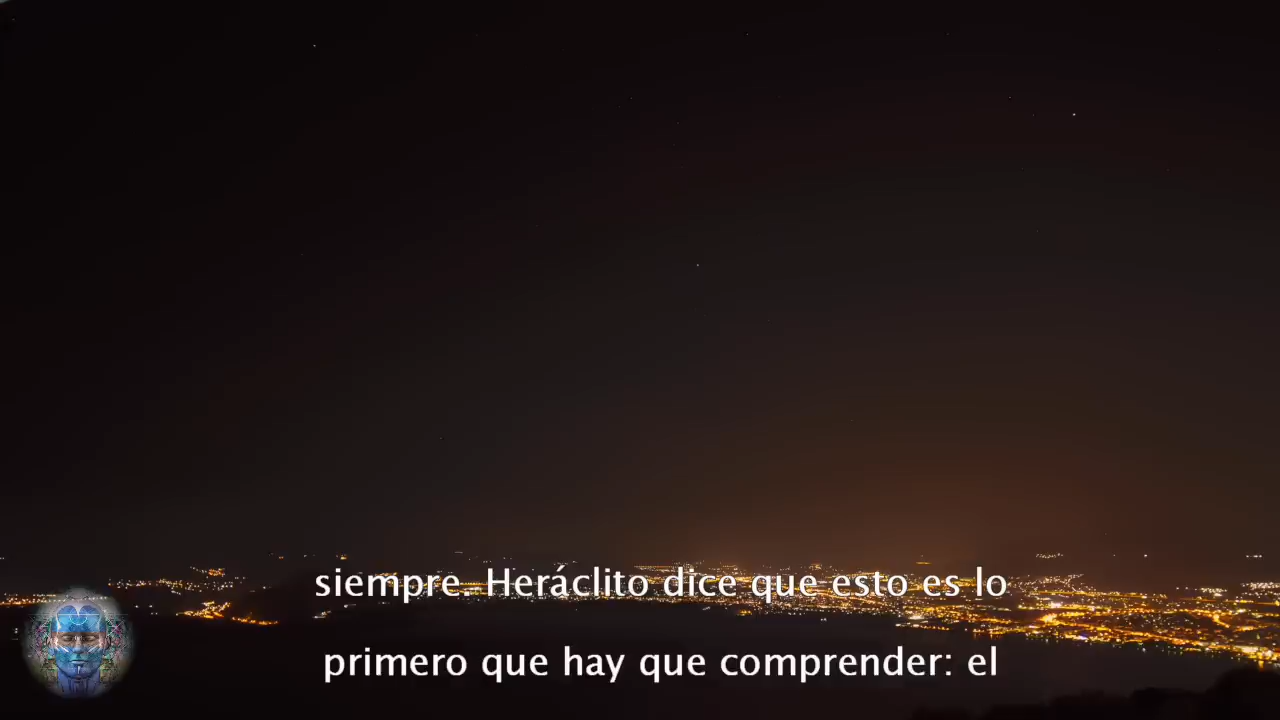 siempre. Heráclito dice que esto es lo
primero que hay que comprender: el